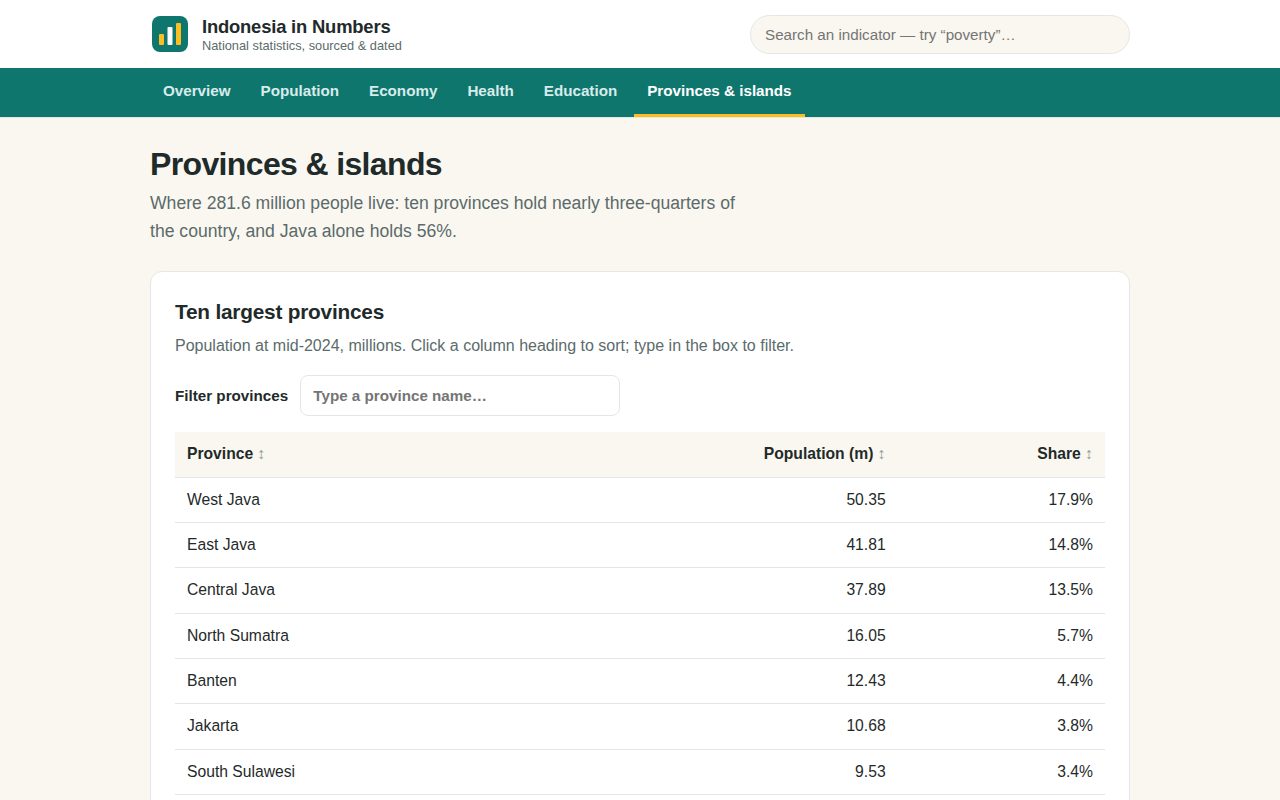 Indonesia in Numbers
National statistics, sourced & dated
Search an indicator — try “poverty”…
Overview Population Economy Health Education Provinces & islands
Provinces & islands
Where 281.6 million people live: ten provinces hold nearly three-quarters of
the country, and Java alone holds 56%.
Ten largest provinces
Population at mid-2024, millions. Click a column heading to sort; type in the box to filter.
Filter provinces Type a province name…
Province ↕ Population (m) ↕ Share ↕
West Java 50.35 17.9%
East Java 41.81 14.8%
Central Java 37.89 13.5%
North Sumatra 16.05 5.7%
Banten 12.43 4.4%
Jakarta 10.68 3.8%
South Sulawesi 9.53 3.4%